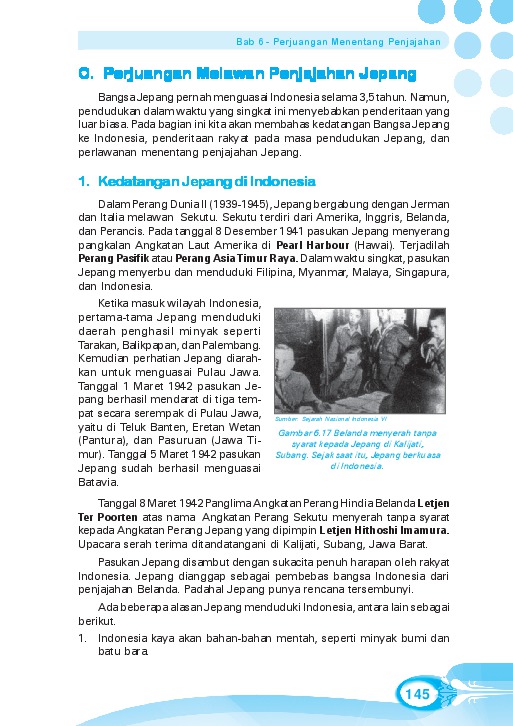 Bab 6 - Perjuangan Menentang Penjajahan
C. Perjuangan Melawan Penjajahan Jepang
Bangsa Jepang pernah menguasai Indonesia selama 3,5 tahun. Namun,
pendudukan dalam waktu yang singkat ini menyebabkan penderitaan yang
luar biasa. Pada bagian ini kita akan membahas kedatangan Bangsa Jepang
ke Indonesia, penderitaan rakyat pada masa pendudukan Jepang, dan
perlawanan menentang penjajahan Jepang.
1. Kedatangan Jepang di Indonesia
Dalam Perang Dunia II (1939-1945), Jepang bergabung dengan Jerman
dan Italia melawan Sekutu. Sekutu terdiri dari Amerika, Inggris, Belanda,
dan Perancis. Pada tanggal 8 Desember 1941 pasukan Jepang menyerang
pangkalan Angkatan Laut Amerika di Pearl Harbour (Hawai). Terjadilah
Perang Pasifik atau Perang Asia Timur Raya. Dalam waktu singkat, pasukan
Jepang menyerbu dan menduduki Filipina, Myanmar, Malaya, Singapura,
dan Indonesia.
Ketika masuk wilayah Indonesia,
pertama-tama Jepang menduduki
daerah penghasil minyak seperti
Tarakan, Balikpapan, dan Palembang.
Kemudian perhatian Jepang diarah-
kan untuk menguasai Pulau Jawa.
Tanggal 1 Maret 1942 pasukan Je-
pang berhasil mendarat di tiga tem-
pat secara serempak di Pulau Jawa,
yaitu di Teluk Banten, Eretan Wetan
(Pantura), dan Pasuruan (Jawa Ti-
mur). Tanggal 5 Maret 1942 pasukan
Jepang sudah berhasil menguasai
Batavia.
Sumber: Sejarah Nasional Indonesia VI
Gambar 6.17 Belanda menyerah tanpa
syarat kepada Jepang di Kalijati,
Subang. Sejak saat itu, Jepang berkuasa
di Indonesia.
Tanggal 8 Maret 1942 Panglima Angkatan Perang Hindia Belanda Letjen
Ter Poorten atas nama Angkatan Perang Sekutu menyerah tanpa syarat
kepada Angkatan Perang Jepang yang dipimpin Letjen Hithoshi Imamura.
Upacara serah terima ditandatangani di Kalijati, Subang, Jawa Barat.
Pasukan Jepang disambut dengan sukacita penuh harapan oleh rakyat
Indonesia. Jepang dianggap sebagai pembebas bangsa Indonesia dari
penjajahan Belanda. Padahal Jepang punya rencana tersembunyi.
Ada beberapa alasan Jepang menduduki Indonesia, antara lain sebagai
berikut.
1. Indonesia kaya akan bahan-bahan mentah, seperti minyak bumi dan
batu bara.
145